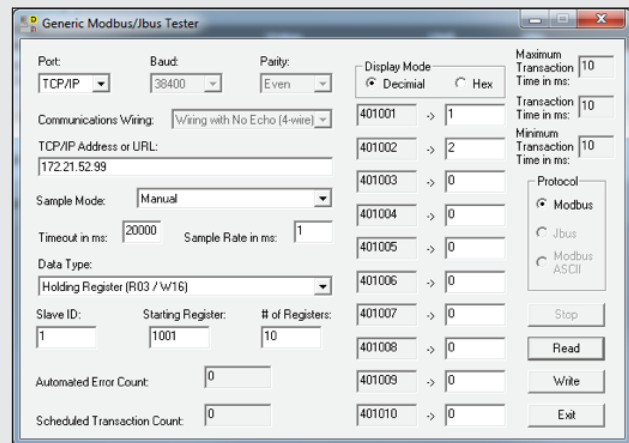 Generic Modbus/Jbus Tester
Port:
TCP/IP
Baud:
38400
Parity:
Even
Communications Wiring: Wiring with No Echo (4-wire)
TCP/IP Address or URL:
172.21.52.99
Sample Mode: Manual
Timeout in ms: 20000 Sample Rate in ms: 1
Data Type:
Holding Register (R03 / W16)
Slave ID:
1
Starting Register:
1001
# of Registers:
10
Automated Error Count: 0
Scheduled Transaction Count: 0
Display Mode
Decimial Hex
401001 -> 1
401002 -> 2
401003 -> 0
401004 -> 0
401005 -> 0
401006 -> 0
401007 -> 0
401008 -> 0
401009 -> 0
401010 -> 0
Maximum
Transaction 10
Time in ms:
Transaction 10
Time in ms:
Minimum
Transaction 10
Time in ms:
Protocol
Modbus
Jbus
Modbus
ASCII
Stop
Read
Write
Exit